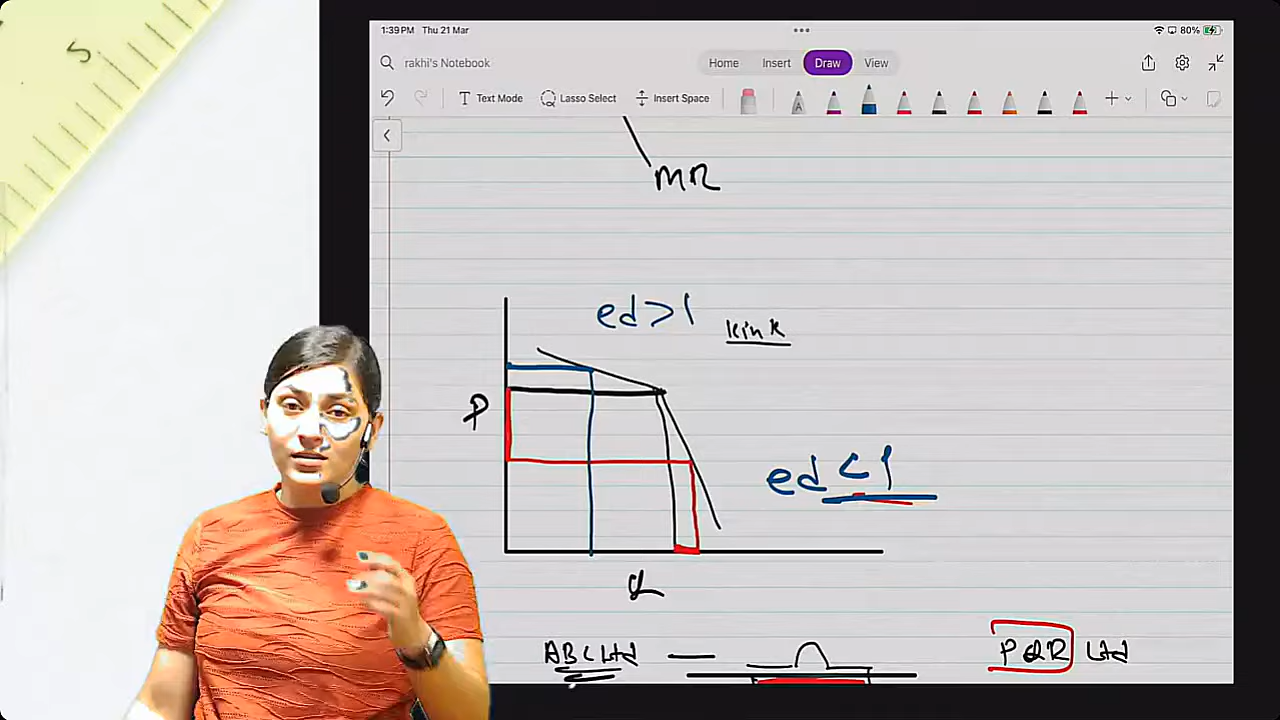 5
1:39 PM Thu 21 Mar
80%
rakhi's Notebook
Home Insert Draw View
Text Mode Lasso Select Insert Space
A
MR
ed>1
kink
P
ed<1
ABC Ltd
PQR Ltd